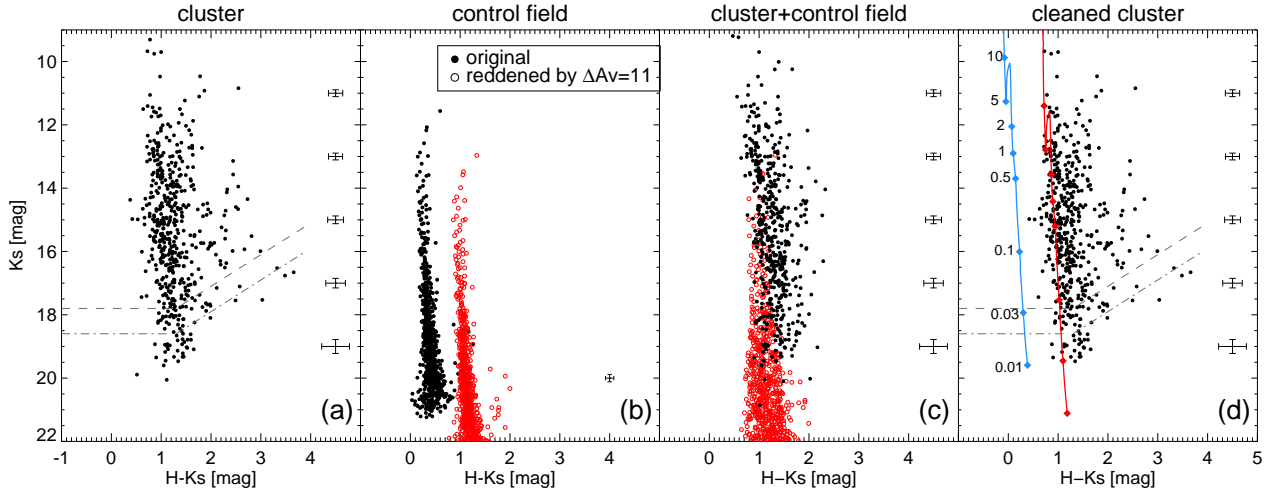 cluster
control field
cluster+control field
cleaned cluster
original
reddened by ΔAv=11
Ks [mag]
10
12
14
16
18
20
22
10
5
2
1
0.5
0.1
0.03
0.01
(a)
(b)
(c)
(d)
-1 0 1 2 3 4
0 1 2 3 4
0 1 2 3 4
0 1 2 3 4 5
H-Ks [mag]
H-Ks [mag]
H−Ks [mag]
H−Ks [mag]